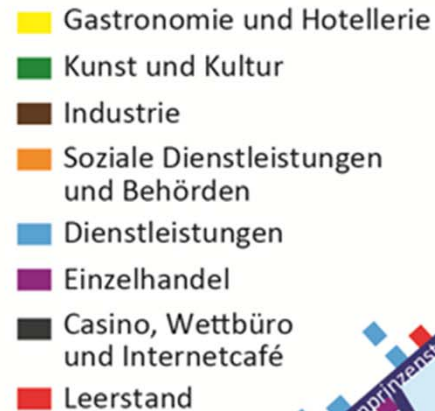 Gastronomie und Hotellerie
Kunst und Kultur
Industrie
Soziale Dienstleistungen
und Behörden
Dienstleistungen
Einzelhandel
Casino, Wettbüro
und Internetcafé
Leerstand